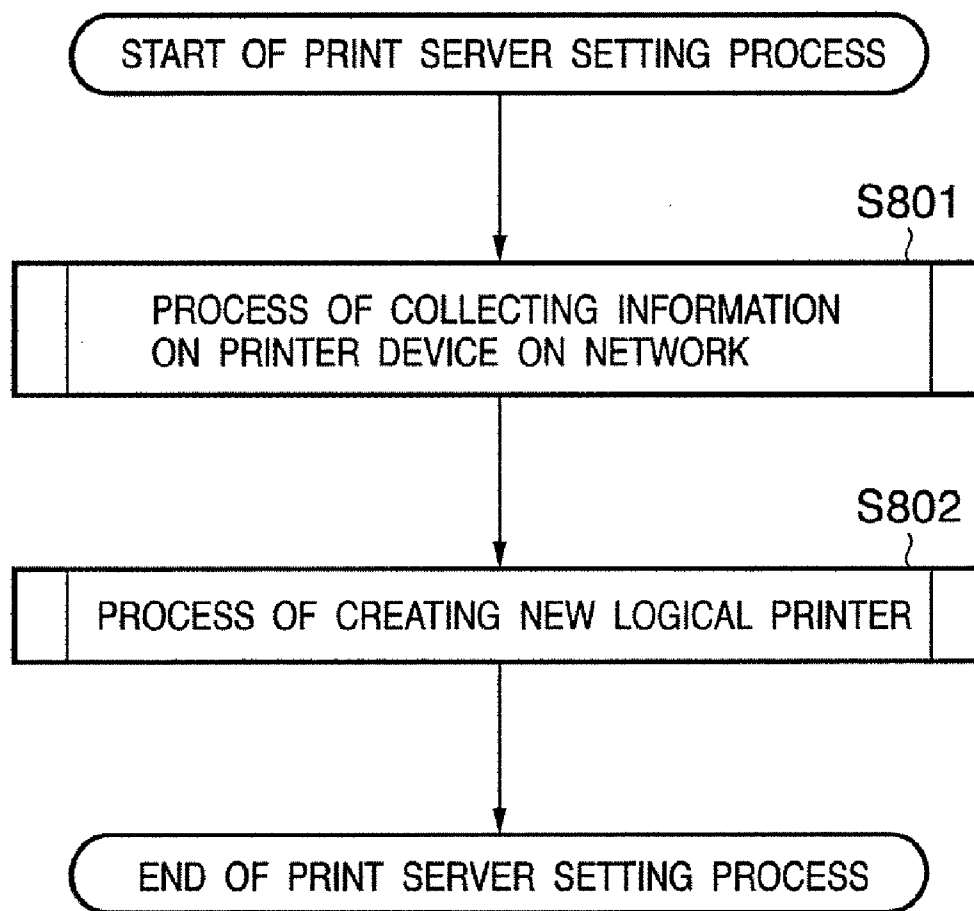 START OF PRINT SERVER SETTING PROCESS
S801
PROCESS OF COLLECTING INFORMATION
ON PRINTER DEVICE ON NETWORK
S802
PROCESS OF CREATING NEW LOGICAL PRINTER
END OF PRINT SERVER SETTING PROCESS